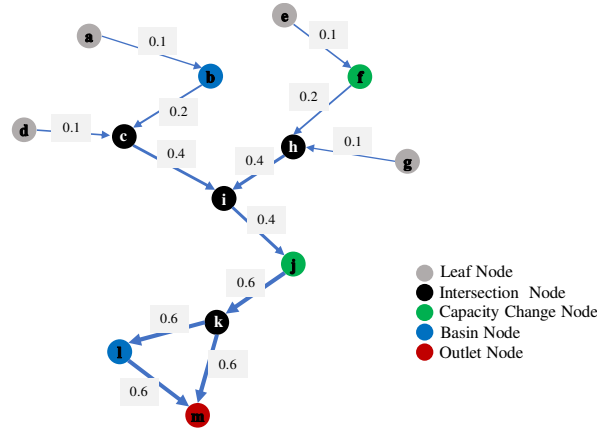 e
a
0.1
0.1
b
f
0.2
0.2
d
0.1
c
h
0.1
g
0.4
0.4
i
0.4
j
0.6
Leaf Node
Intersection Node
Capacity Change Node
Basin Node
Outlet Node
0.6
k
l
0.6
0.6
m